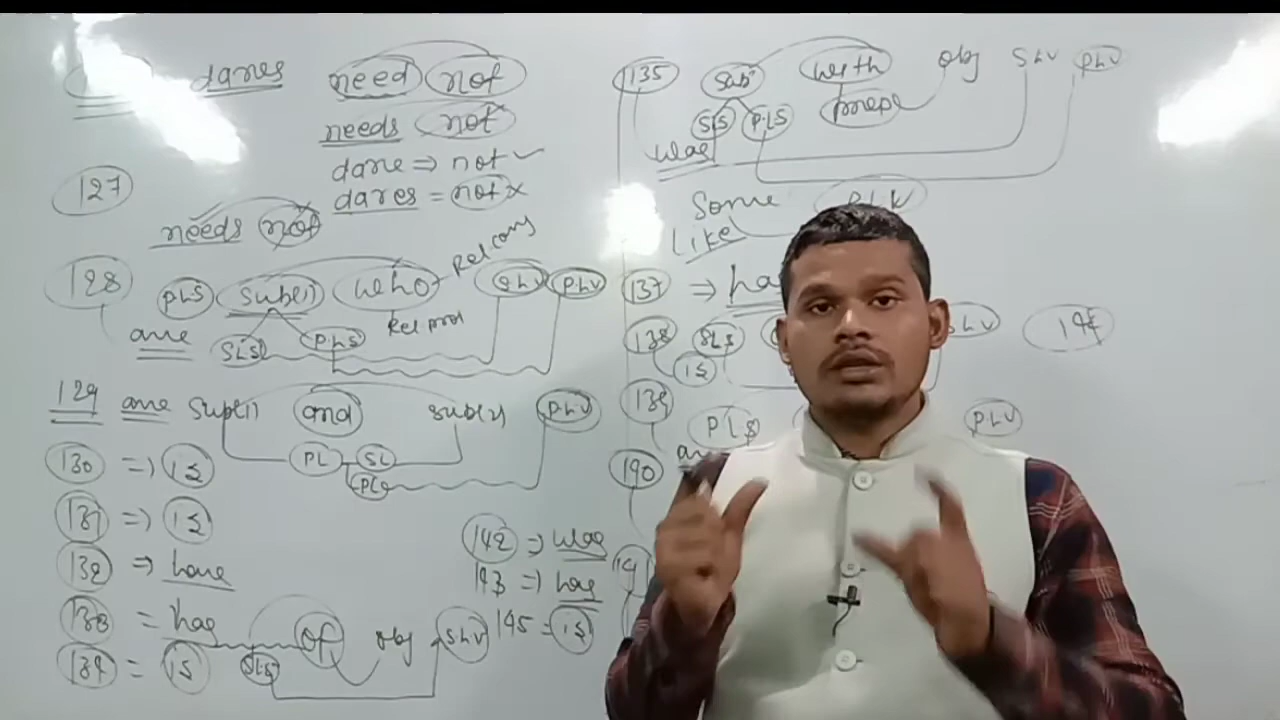 dares need not
needs not
dare => not ✓
dares = not x
127
needs not
128 PLS Sub(1) who Rel conj SLV PLV
Rel pro
are SLS PLS
129 are Sub(1) and sub(2) PLV
PL SL
PL
130 => is
131 => is
132 => have
133 = has
of obj SLV
134 = is SLS
142 => was
143 => has
145 = is
135 Sub with obj SLV PLV
SLS PLS prep
was
Some PLV
Like
137 => ha
138 SLS SLV
is
139
PLS PLV
140